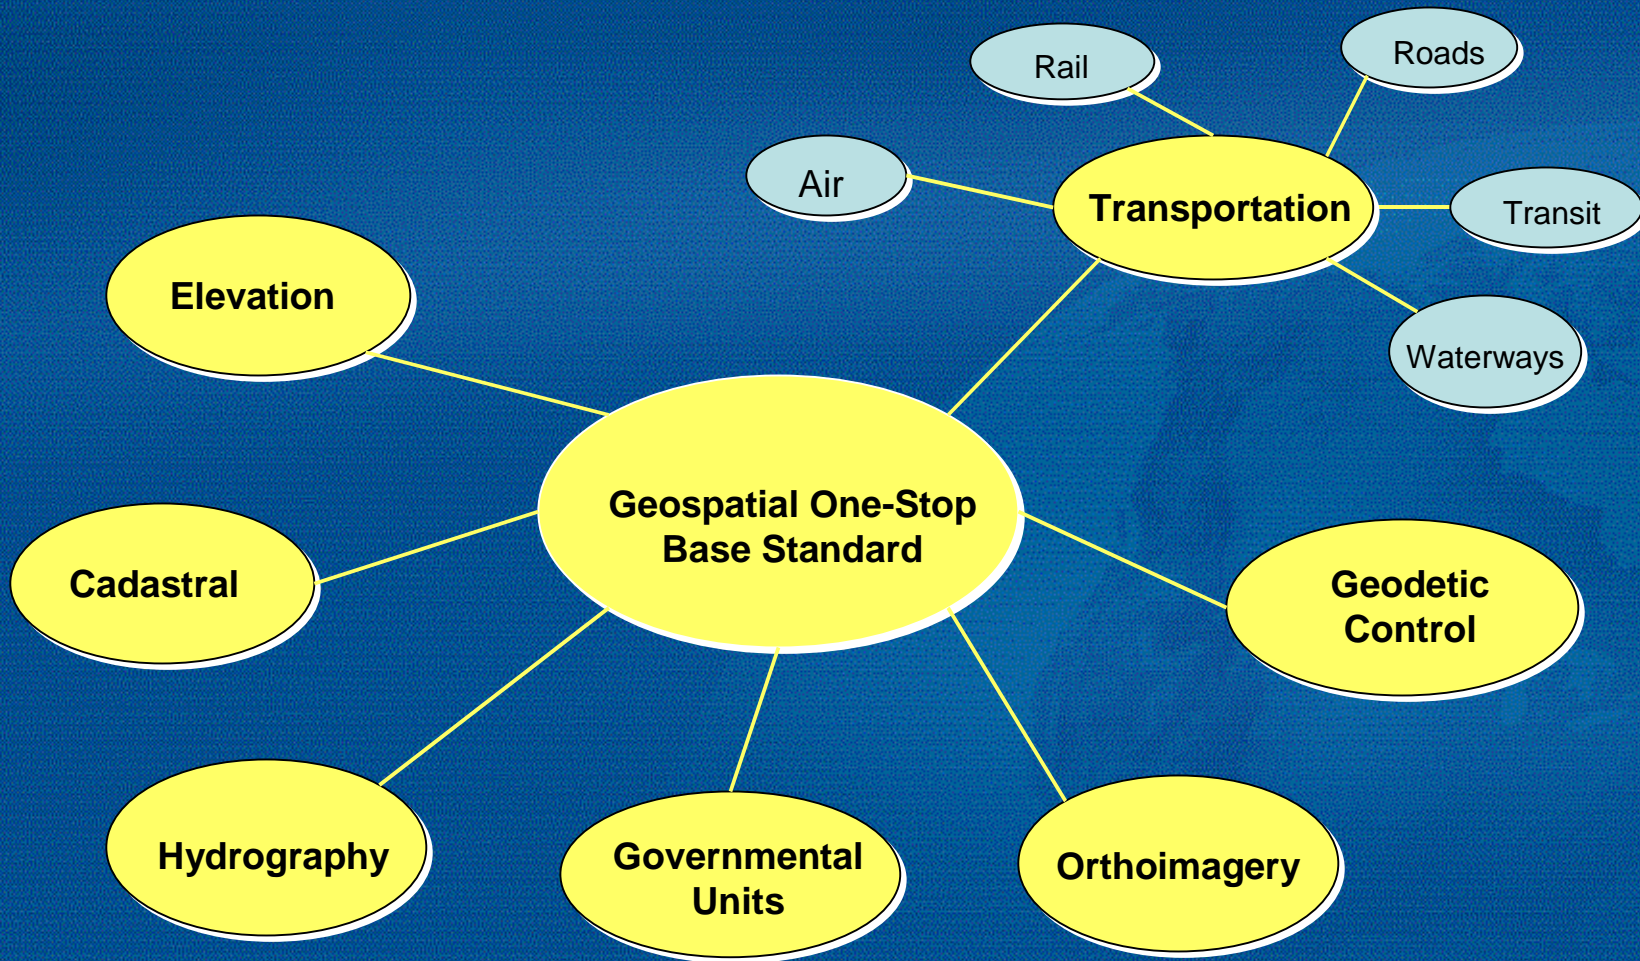 Rail
Roads
Air
Transportation
Transit
Elevation
Waterways
Geospatial One-Stop
Base Standard
Cadastral
Geodetic
Control
Hydrography
Governmental
Units
Orthoimagery